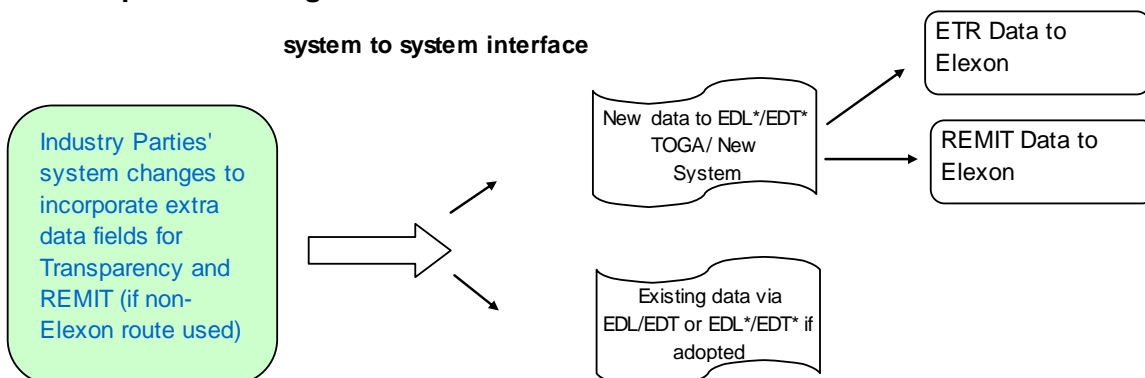 system to system interface
ETR Data to
Elexon
New data to EDL*/EDT*
TOGA/ New
System
REMIT Data to
Elexon
Industry Parties'
system changes to
incorporate extra
data fields for
Transparency and
REMIT (if non-
Elexon route used)
Existing data via
EDL/EDT or EDL*/EDT* if
adopted